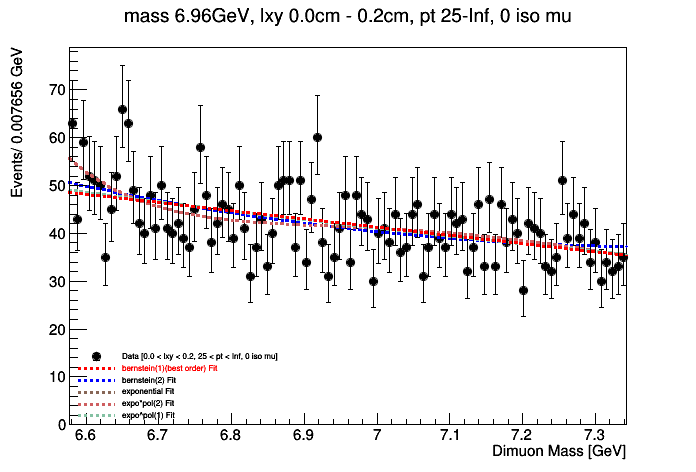 mass 6.96GeV, lxy 0.0cm - 0.2cm, pt 25-Inf, 0 iso mu
Events/ 0.007656 GeV
70
60
50
40
30
20
10
0
Data [0.0 < lxy < 0.2, 25 < pt < Inf, 0 iso mu]
bernstein(1)(best order) Fit
bernstein(2) Fit
exponential Fit
expo*pol(2) Fit
expo^pol(1) Fit
6.6 6.7 6.8 6.9 7 7.1 7.2 7.3
Dimuon Mass [GeV]